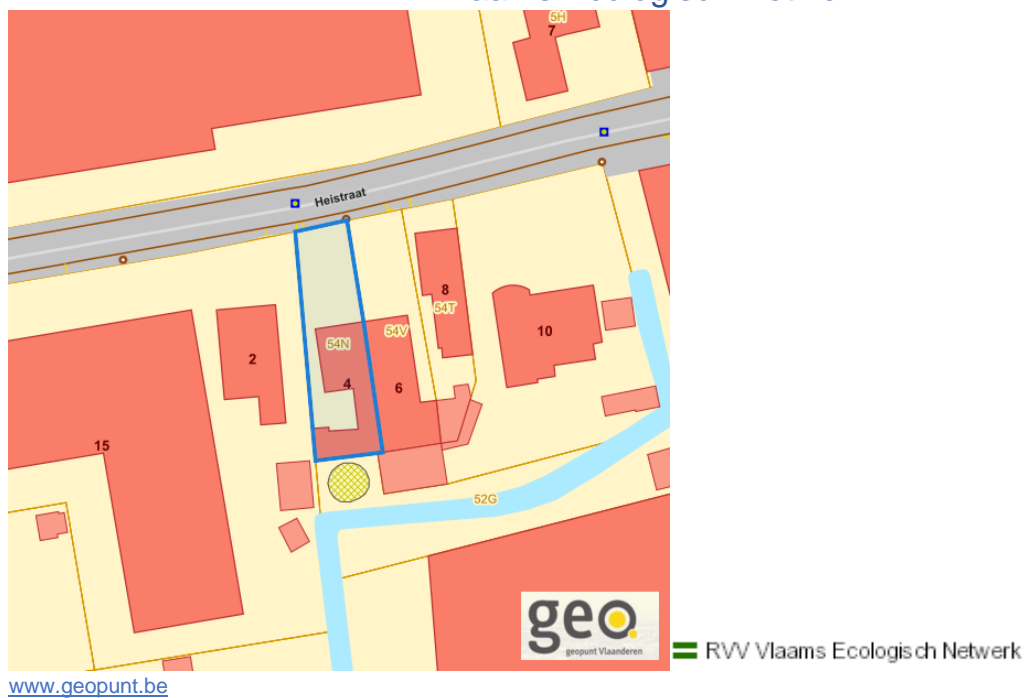 5H
7
Heistraat
8
54T
10
54V
54N
2
4
6
15
52G
geo
geopunt Vlaanderen
RVV Vlaams Ecologisch Netwerk
www.geopunt.be